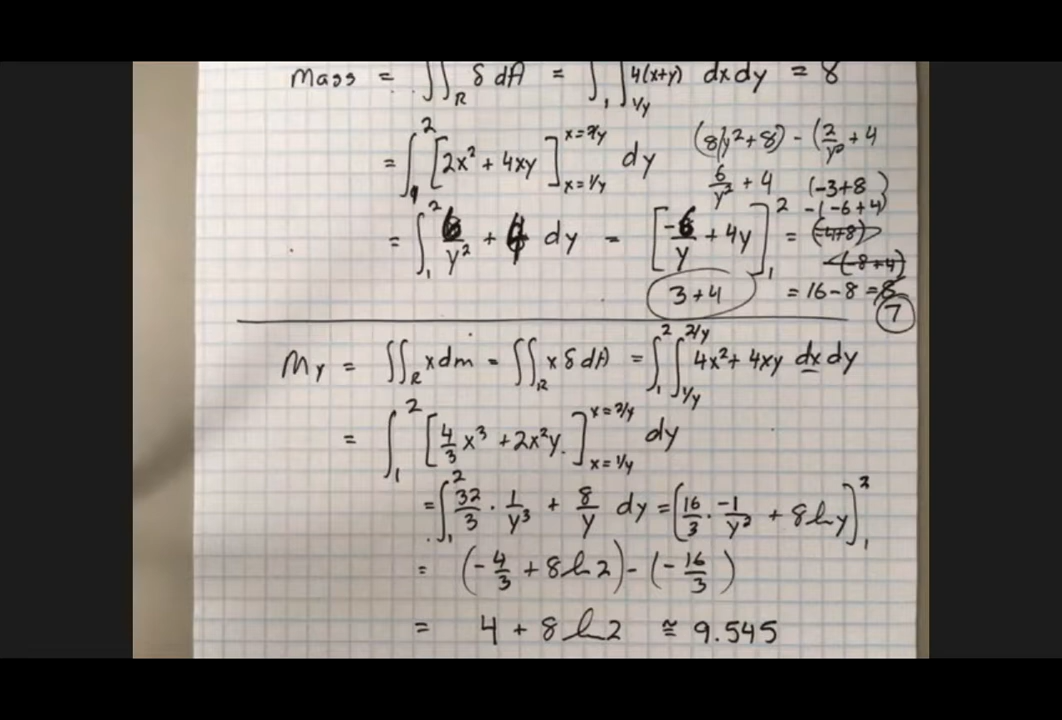 Mass = ∬_R δ dA = ∫_1 ∫_{1/y} 4(x+y) dx dy = 8
= ∫_1^2 [2x² + 4xy]_{x=1/y}^{x=2/y} dy (8/y² + 8) - (2/y² + 4
6/y² + 4 (-3+8)
= ∫_1^2 6/y² + 4 dy = [-6/y + 4y]_1^2 = -(-6+4)
(-4+8)
-(-8+4)
3+4 = 16-8 = 8
7
My = ∬_R x dm = ∬_R x δ dA = ∫_1^2 ∫_{1/y}^{2/y} 4x² + 4xy dx dy
= ∫_1^2 [4/3 x³ + 2x²y]_{x=1/y}^{x=2/y} dy
= ∫_1^2 32/3 · 1/y³ + 8/y dy = [16/3 · -1/y² + 8 ln y]_1^2
= (-4/3 + 8 ln 2) - (-16/3)
= 4 + 8 ln 2 ≅ 9.545